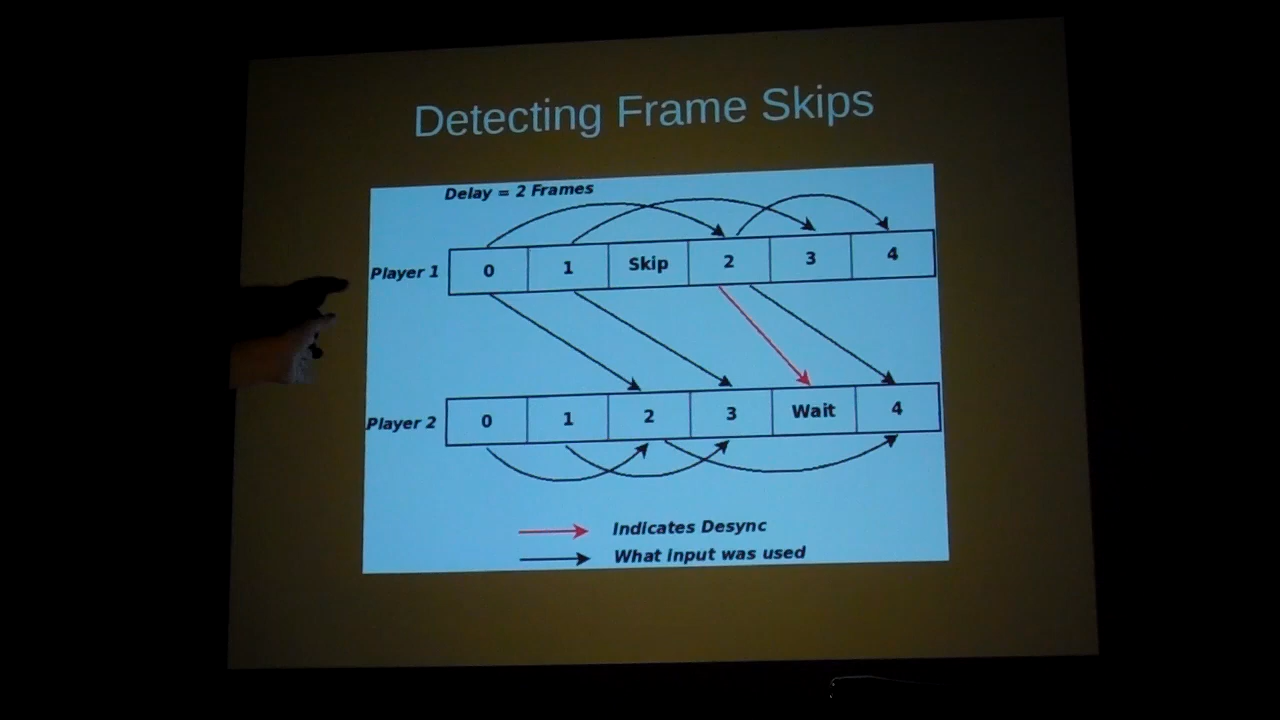 Detecting Frame Skips
Delay = 2 Frames
Player 1
0 1 Skip 2 3 4
Player 2
0 1 2 3 Wait 4
Indicates Desync
What input was used